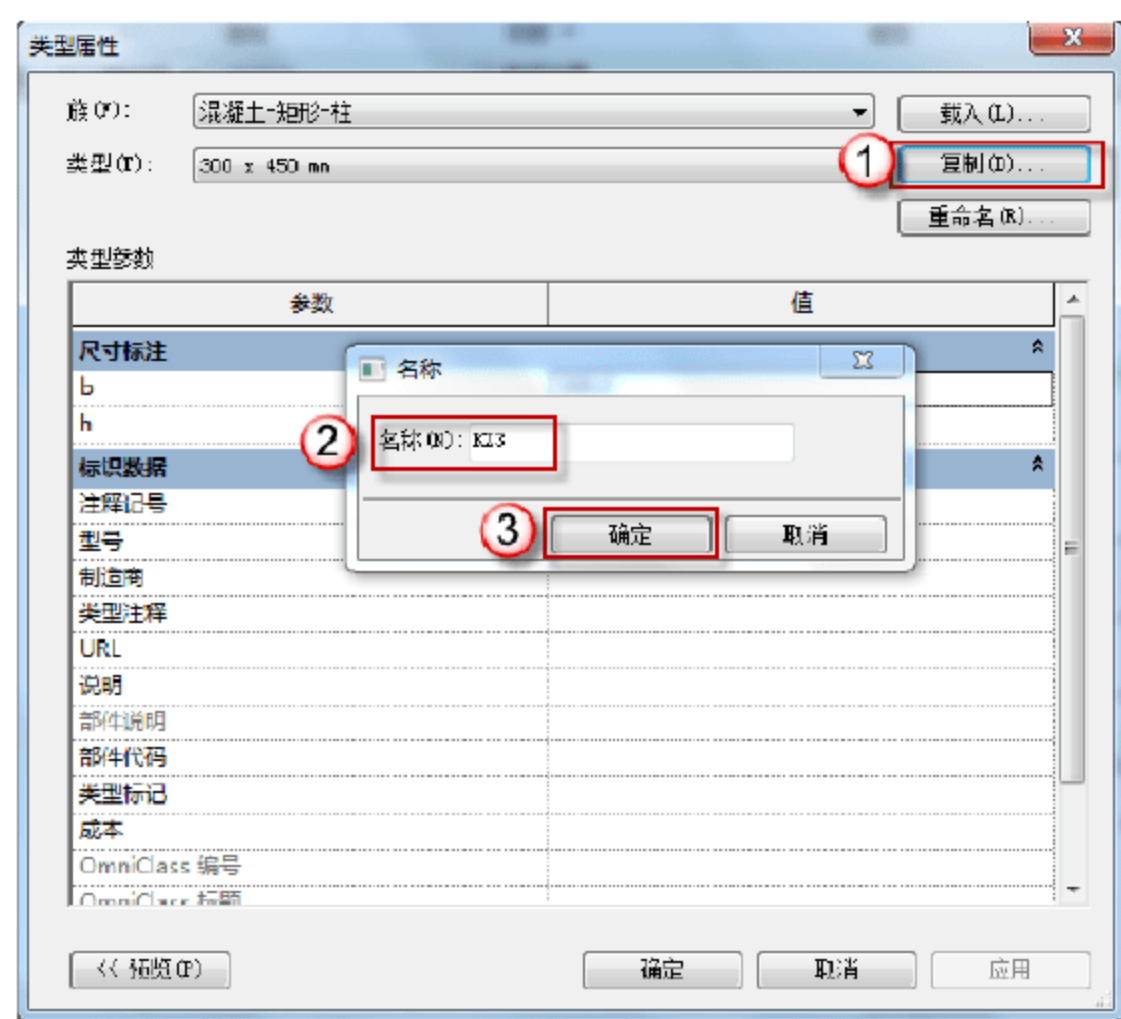 类型属性
族(F): 混凝土-矩形-柱 载入(L)...
类型(T): 300 x 450 mm 1 复制(D)...
重命名(R)...
类型参数
参数 值
尺寸标注
b
h
名称
2 名称(N): KZ3
3 确定 取消
标识数据
注释记号
型号
制造商
类型注释
URL
说明
部件说明
部件代码
类型标记
成本
OmniClass 编号
OmniClass 标题
<< 预览(P) 确定 取消 应用